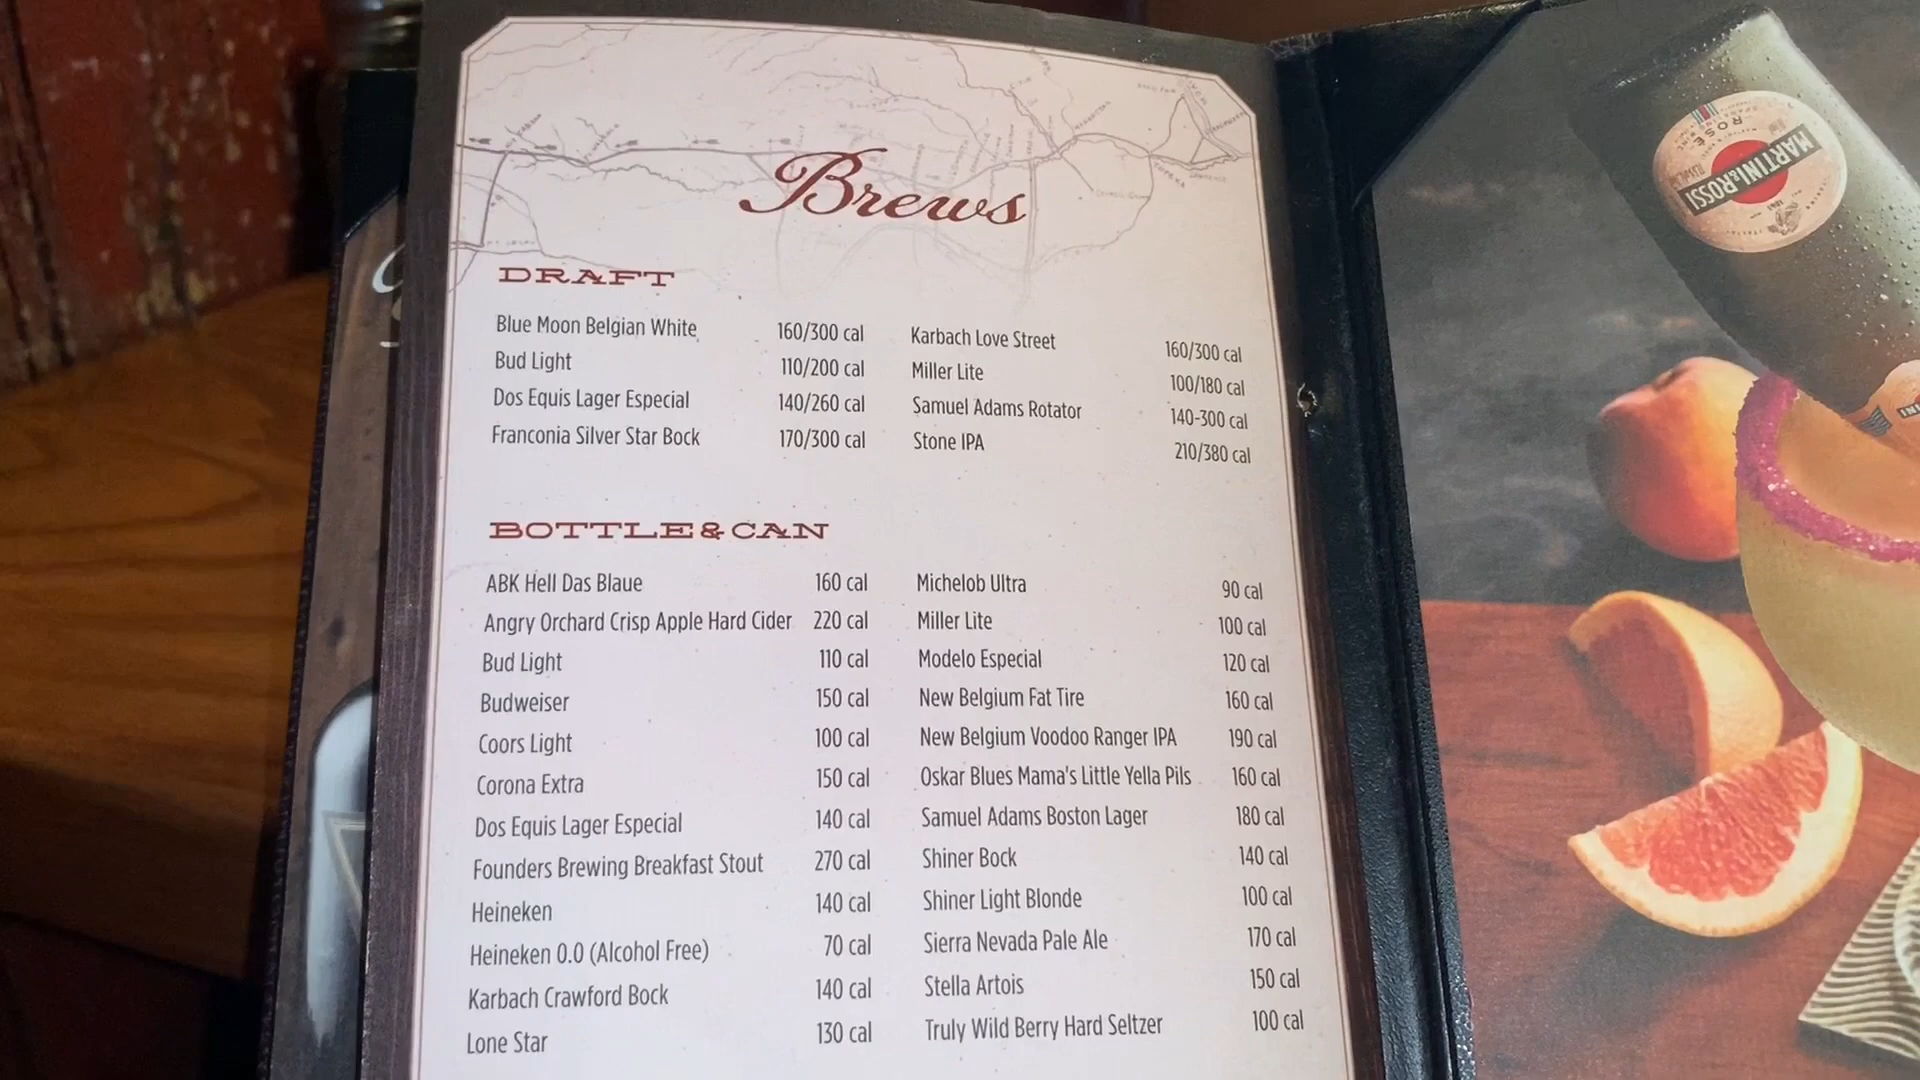 Brews
DRAFT
Blue Moon Belgian White 160/300 cal
Bud Light 110/200 cal
Dos Equis Lager Especial 140/260 cal
Franconia Silver Star Bock 170/300 cal
Karbach Love Street 160/300 cal
Miller Lite 100/180 cal
Samuel Adams Rotator 140-300 cal
Stone IPA 210/380 cal
BOTTLE & CAN
ABK Hell Das Blaue 160 cal
Angry Orchard Crisp Apple Hard Cider 220 cal
Bud Light 110 cal
Budweiser 150 cal
Coors Light 100 cal
Corona Extra 150 cal
Dos Equis Lager Especial 140 cal
Founders Brewing Breakfast Stout 270 cal
Heineken 140 cal
Heineken 0.0 (Alcohol Free) 70 cal
Karbach Crawford Bock 140 cal
Lone Star 130 cal
Michelob Ultra 90 cal
Miller Lite 100 cal
Modelo Especial 120 cal
New Belgium Fat Tire 160 cal
New Belgium Voodoo Ranger IPA 190 cal
Oskar Blues Mama's Little Yella Pils 160 cal
Samuel Adams Boston Lager 180 cal
Shiner Bock 140 cal
Shiner Light Blonde 100 cal
Sierra Nevada Pale Ale 170 cal
Stella Artois 150 cal
Truly Wild Berry Hard Seltzer 100 cal
MARTINI & ROSSI
ROSÉ